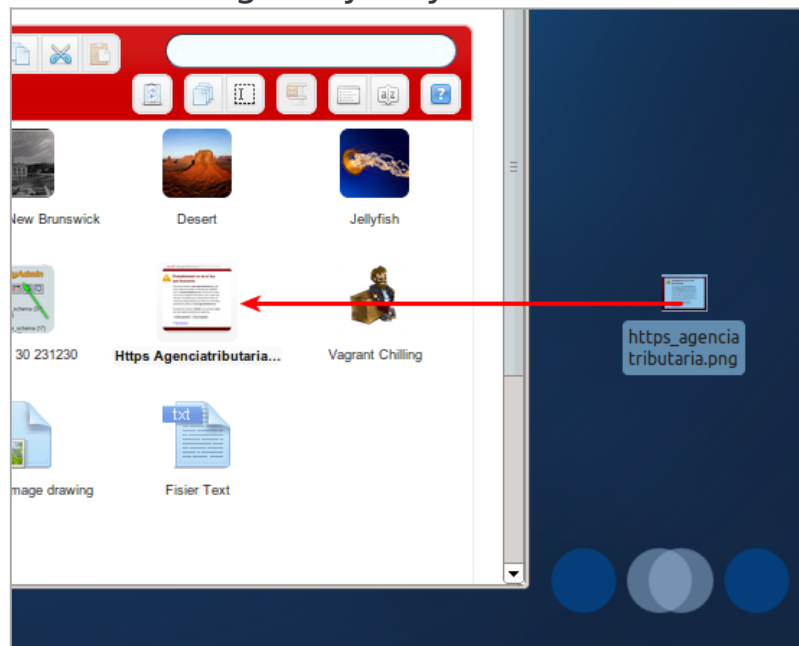 New Brunswick
Desert
Jellyfish
30 231230
Https Agenciatributaria...
Vagrant Chilling
https_agencia
tributaria.png
txt
mage drawing
Fisier Text